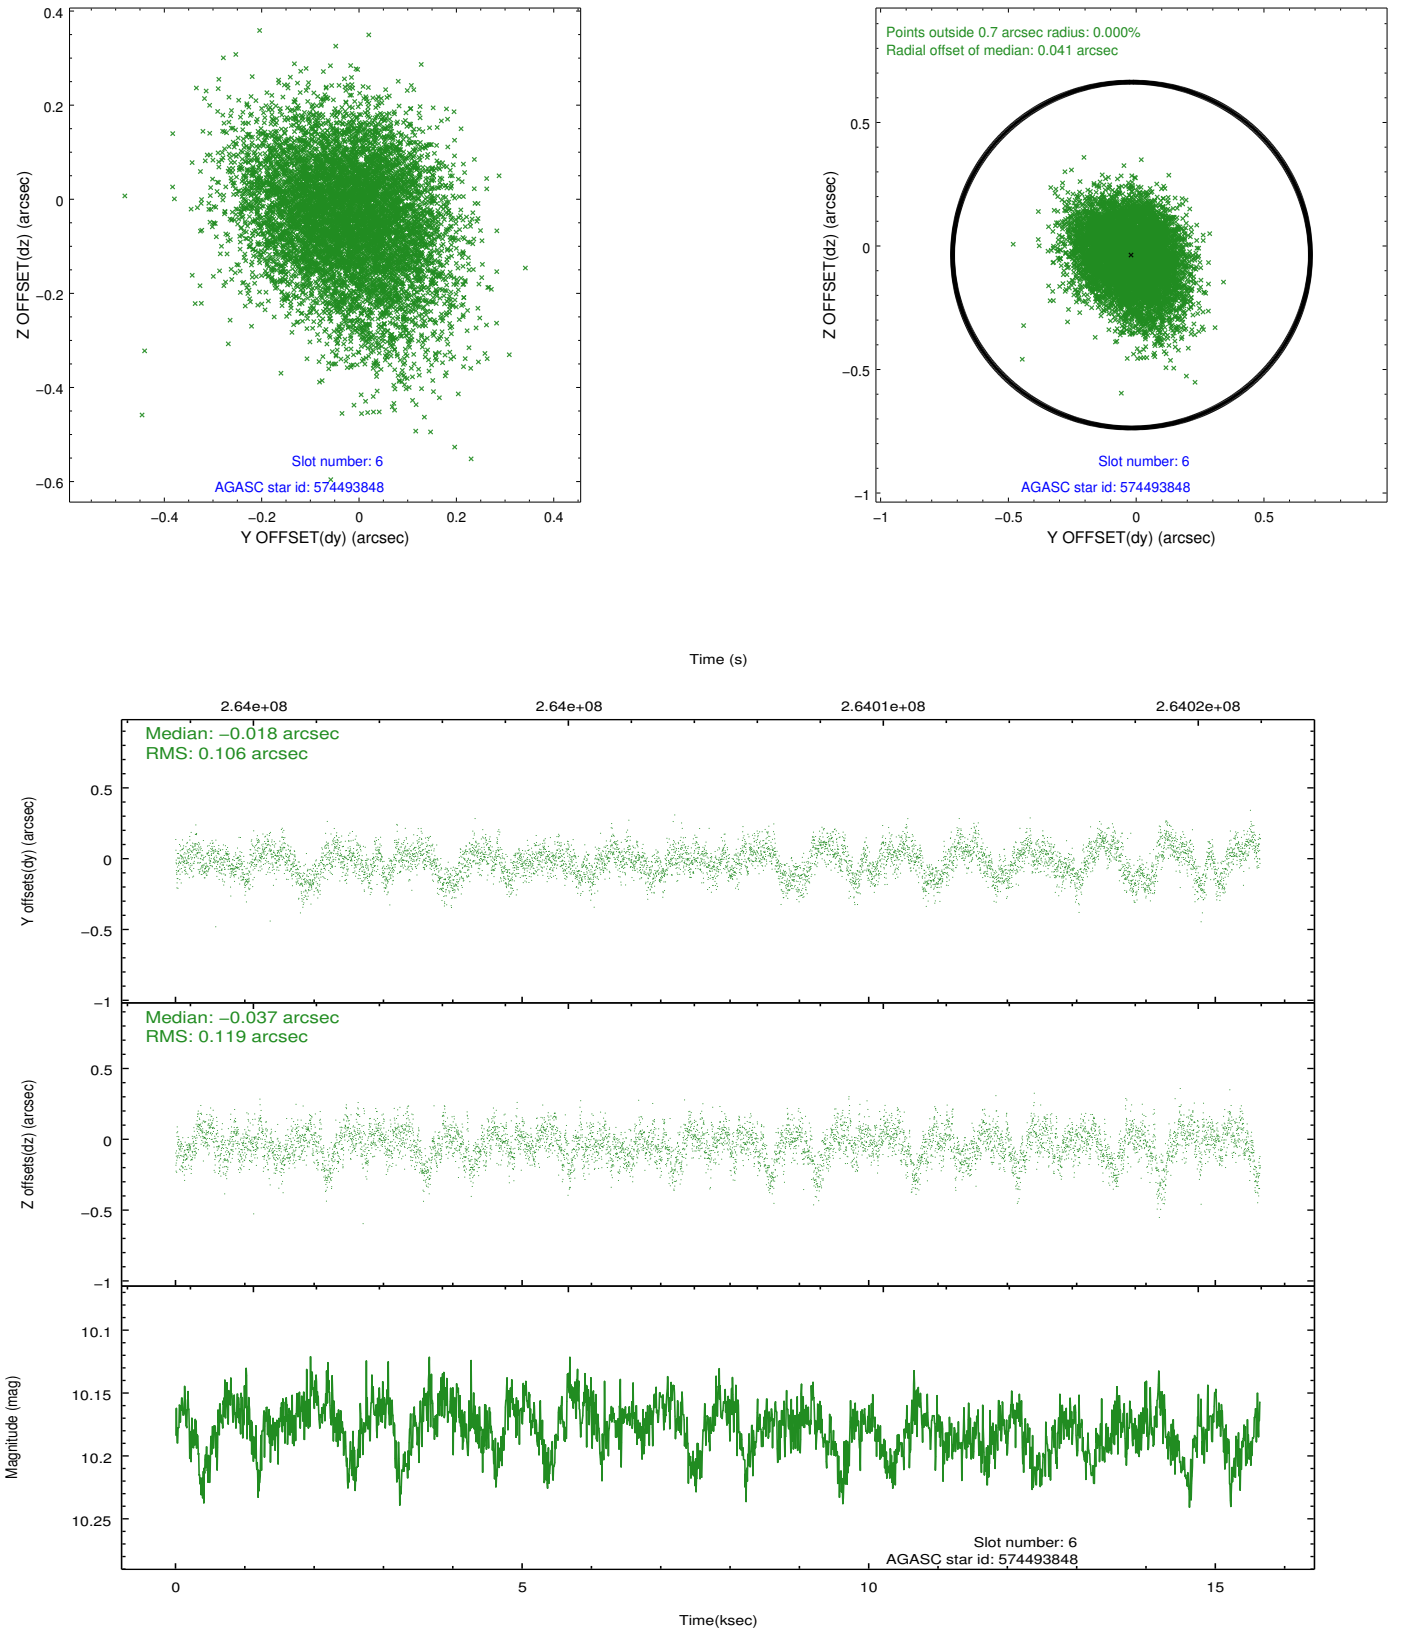 0.4
0.2
0
−0.2
−0.4
−0.6
Z OFFSET(dz) (arcsec)
Slot number: 6
AGASC star id: 574493848
−0.4 −0.2 0 0.2 0.4
Y OFFSET(dy) (arcsec)
Points outside 0.7 arcsec radius: 0.000%
Radial offset of median: 0.041 arcsec
0.5
0
−0.5
−1
Z OFFSET(dz) (arcsec)
Slot number: 6
AGASC star id: 574493848
−1 −0.5 0 0.5
Y OFFSET(dy) (arcsec)
Time (s)
2.64e+08 2.64e+08 2.6401e+08 2.6402e+08
Median: −0.018 arcsec
RMS: 0.106 arcsec
0.5
0
−0.5
−1
Y offsets(dy) (arcsec)
Median: −0.037 arcsec
RMS: 0.119 arcsec
0.5
0
−0.5
−1
Z offsets(dz) (arcsec)
10.1
10.15
10.2
10.25
Magnitude (mag)
Slot number: 6
AGASC star id: 574493848
0 5 10 15
Time(ksec)